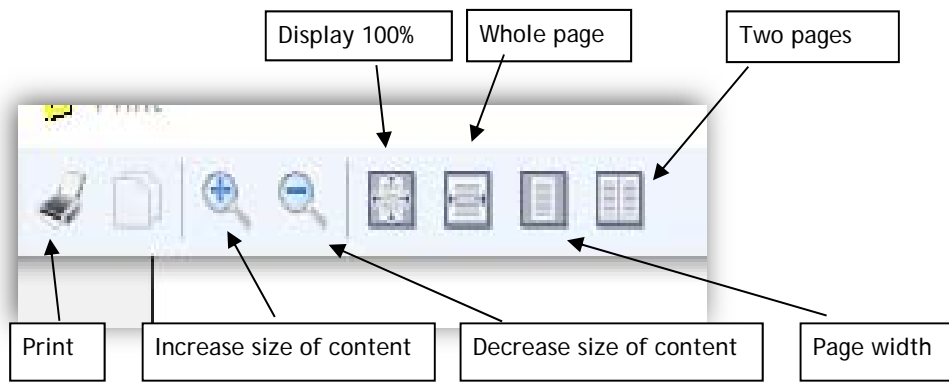 Display 100%
Whole page
Two pages
Print
Increase size of content
Decrease size of content
Page width